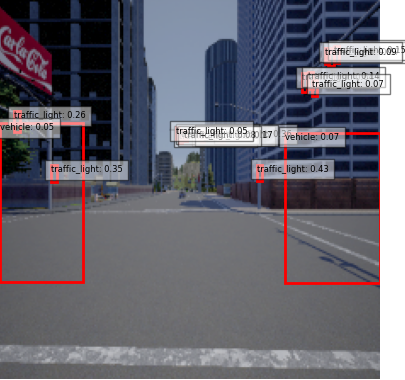 Coca-Cola
traffic_light: 0.09
traffic_light: 0.14
traffic_light: 0.07
traffic_light: 0.26
vehicle: 0.05
traffic_light: 0.05
vehicle: 0.07
traffic_light: 0.35
traffic_light: 0.43